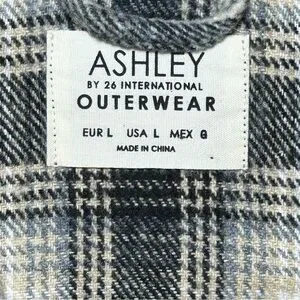 ASHLEY
BY 26 INTERNATIONAL
OUTERWEAR
EUR L USA L MEX G
MADE IN CHINA